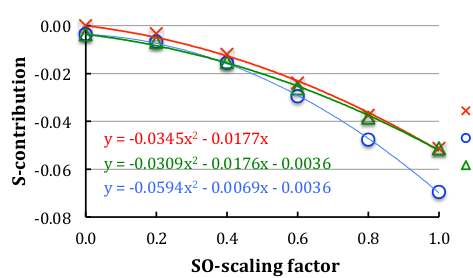 0.00
-0.02
-0.04
-0.06
-0.08
S-contribution
y = -0.0345x² - 0.0177x
y = -0.0309x² - 0.0176x - 0.0036
y = -0.0594x² - 0.0069x - 0.0036
0.0 0.2 0.4 0.6 0.8 1.0
SO-scaling factor